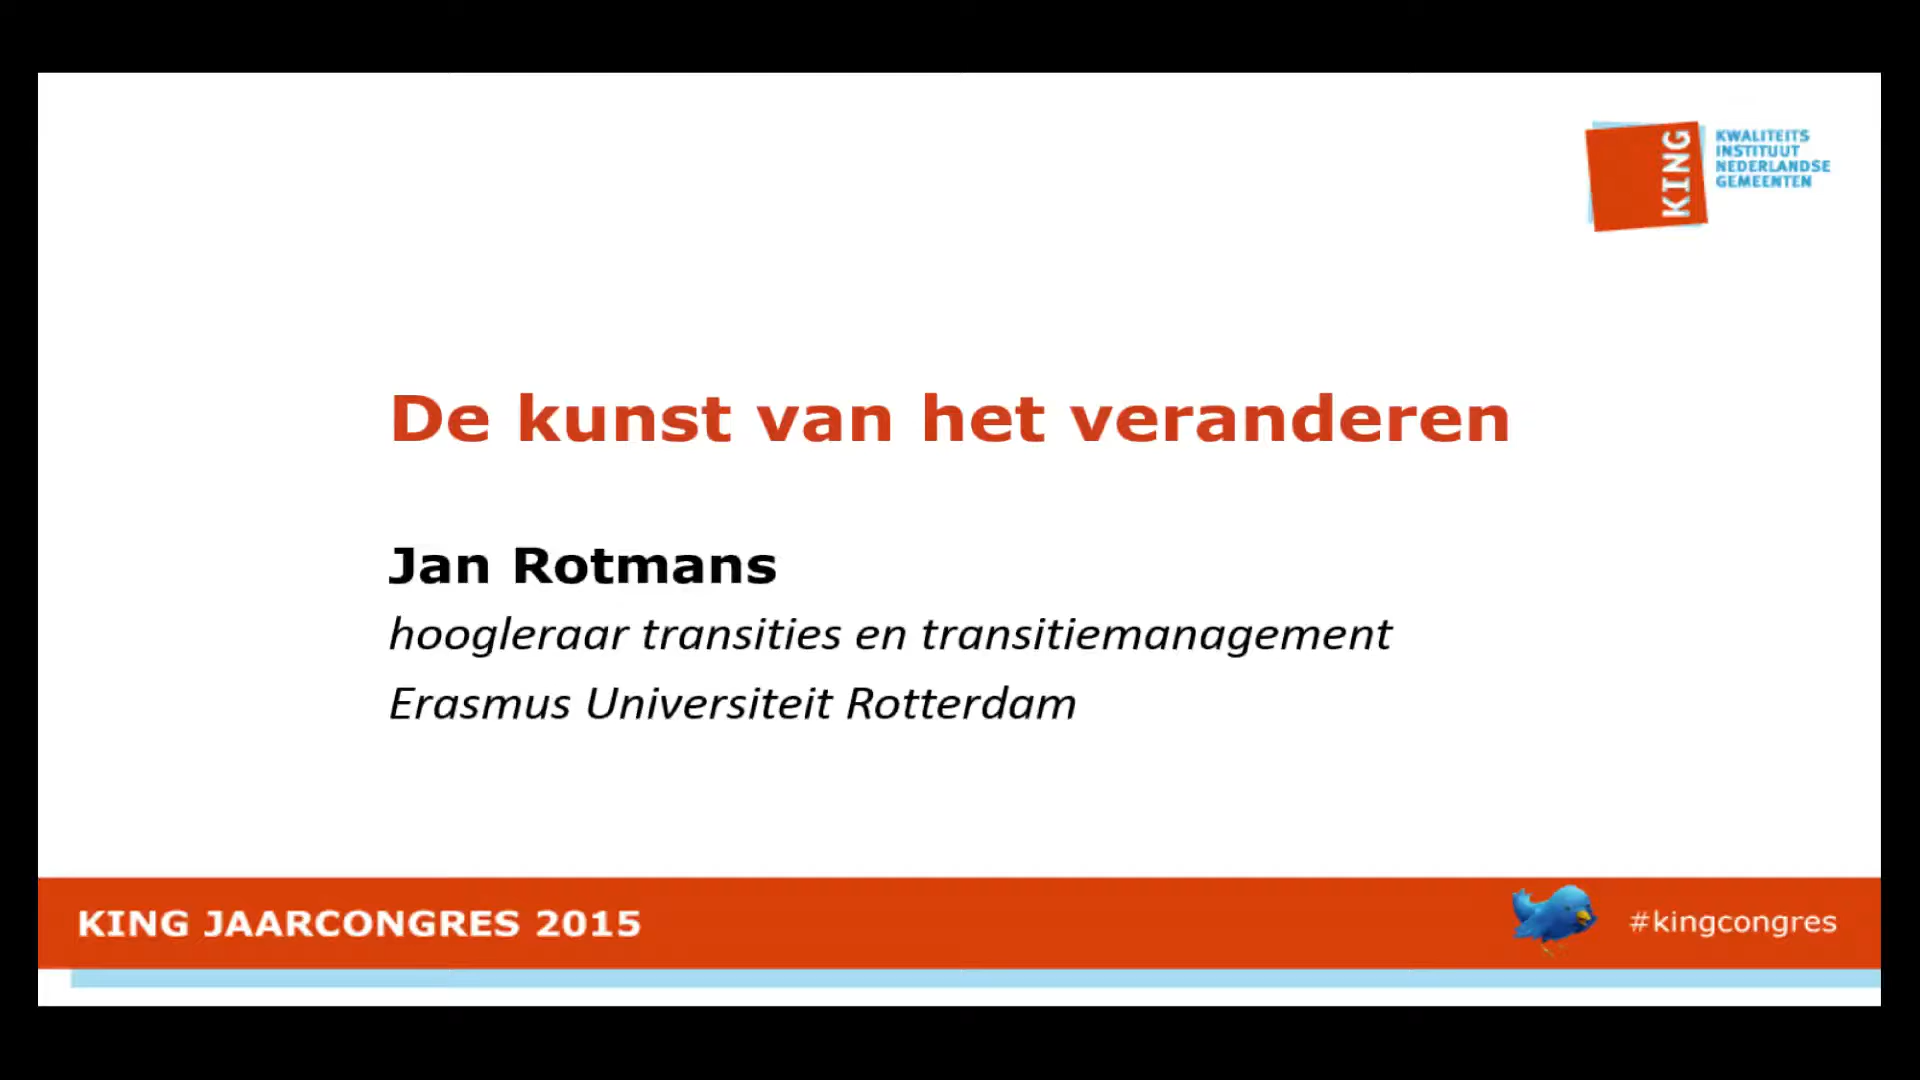 KING
KWALITEITS
INSTITUUT
NEDERLANDSE
GEMEENTEN
De kunst van het veranderen
Jan Rotmans
hoogleraar transities en transitiemanagement
Erasmus Universiteit Rotterdam
KING JAARCONGRES 2015
#kingcongres